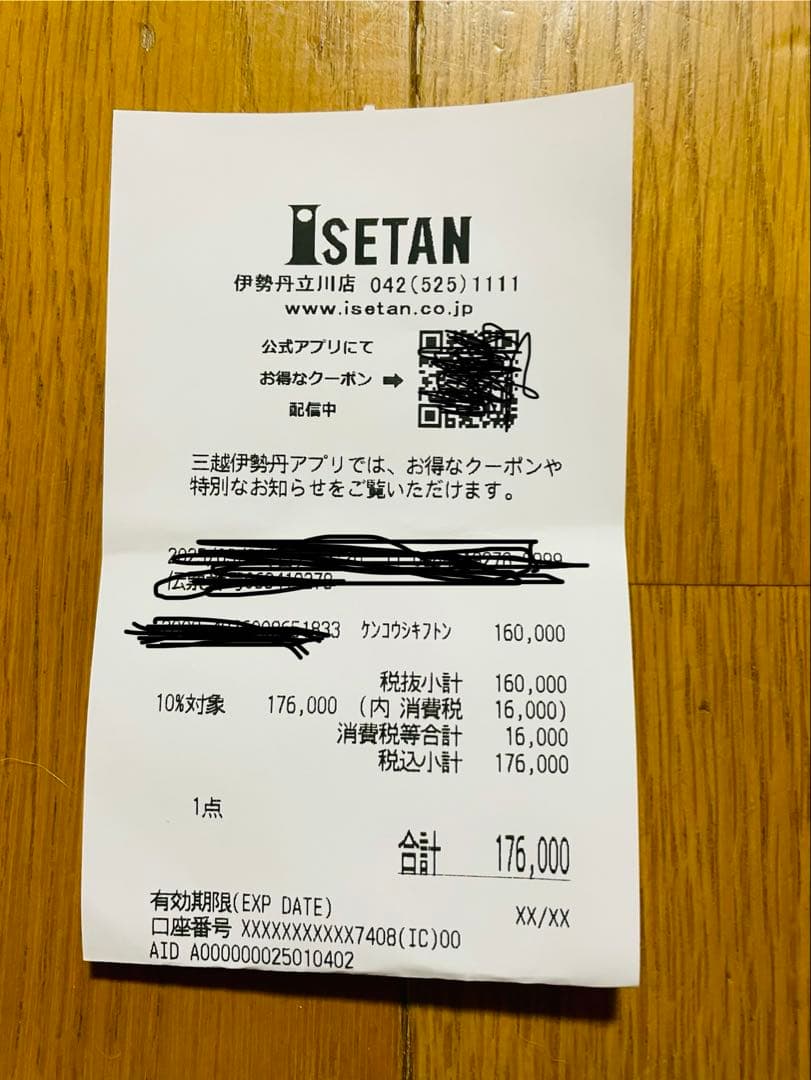 ISETAN
伊勢丹立川店 042(525)1111
www.isetan.co.jp
公式アプリにて
お得なクーポン ➡
配信中
三越伊勢丹アプリでは、お得なクーポンや
特別なお知らせをご覧いただけます。
ｹﾝｺｳｼｷﾌﾄﾝ 160,000
税抜小計 160,000
10%対象 176,000 (内 消費税 16,000)
消費税等合計 16,000
税込小計 176,000
1点
合計 176,000
有効期限(EXP DATE) XX/XX
口座番号 XXXXXXXXXXXX7408(IC)00
AID A000000025010402